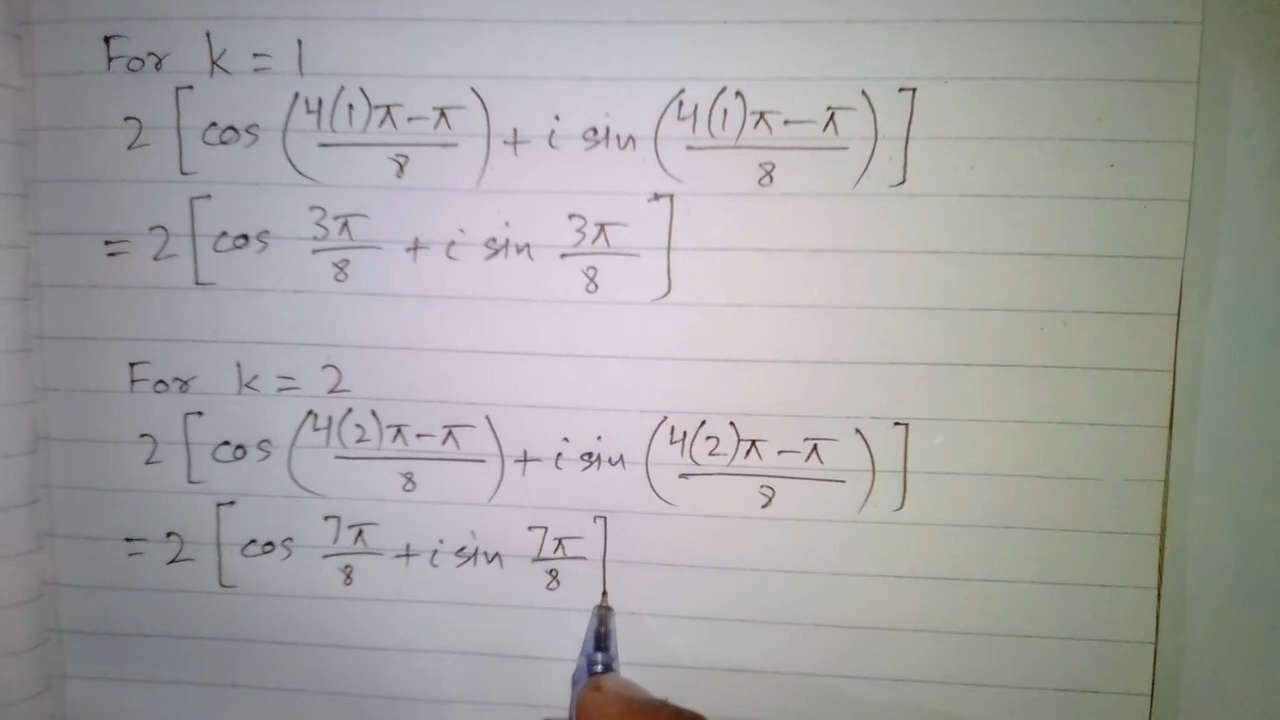 For k = 1
2 [cos (4(1)π-π/8) + i sin (4(1)π-π/8)]
= 2 [cos 3π/8 + i sin 3π/8]
For k = 2
2 [cos (4(2)π-π/8) + i sin (4(2)π-π/8)]
= 2 [cos 7π/8 + i sin 7π/8]